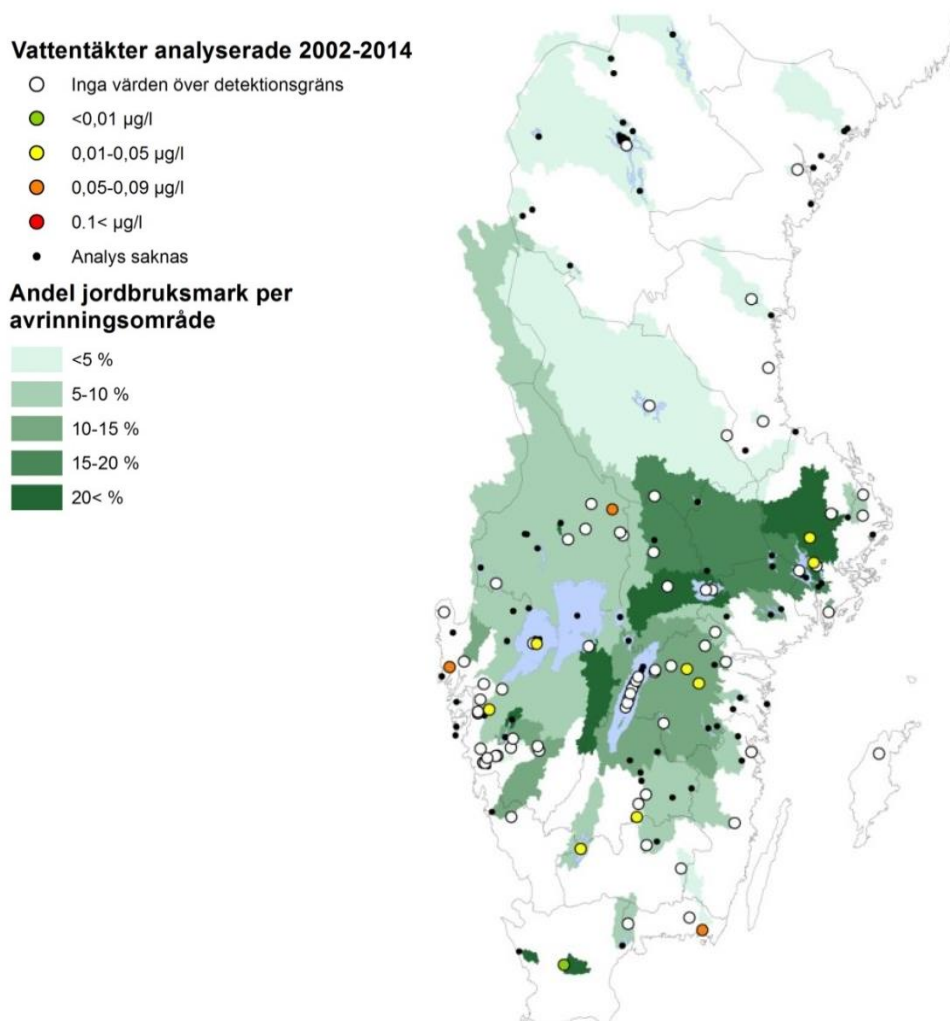 Vattentäkter analyserade 2002-2014
Inga värden över detektionsgräns
<0,01 µg/l
0,01-0,05 µg/l
0,05-0,09 µg/l
0.1< µg/l
Analys saknas
Andel jordbruksmark per
avrinningsområde
<5 %
5-10 %
10-15 %
15-20 %
20< %